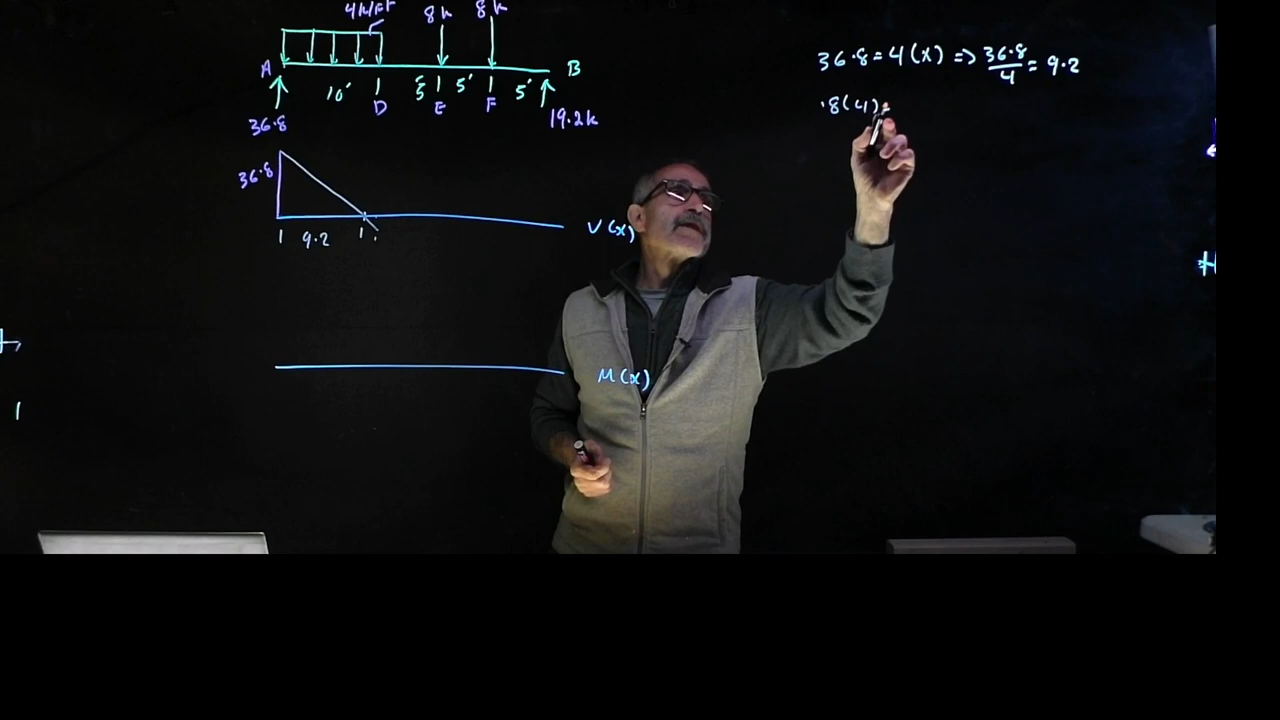 4k/FT 8k 8k
A B
10' 5 5' 5'
D E F
36.8 19.2k
36.8
V(x)
9.2
M(x)
36.8=4(x) => 36.8/4 = 9.2
.8(4)=